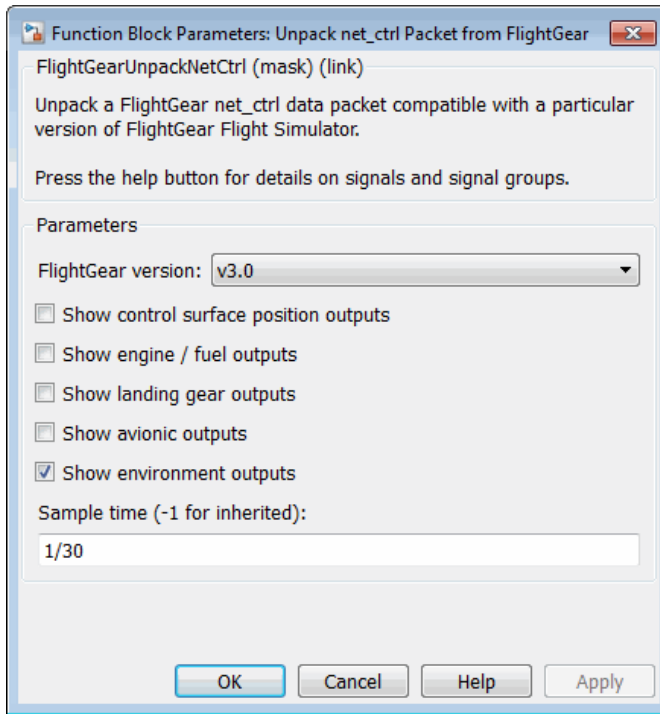 Function Block Parameters: Unpack net_ctrl Packet from FlightGear
FlightGearUnpackNetCtrl (mask) (link)
Unpack a FlightGear net_ctrl data packet compatible with a particular
version of FlightGear Flight Simulator.
Press the help button for details on signals and signal groups.
Parameters
FlightGear version: v3.0
Show control surface position outputs
Show engine / fuel outputs
Show landing gear outputs
Show avionic outputs
Show environment outputs
Sample time (-1 for inherited):
1/30
OK Cancel Help Apply